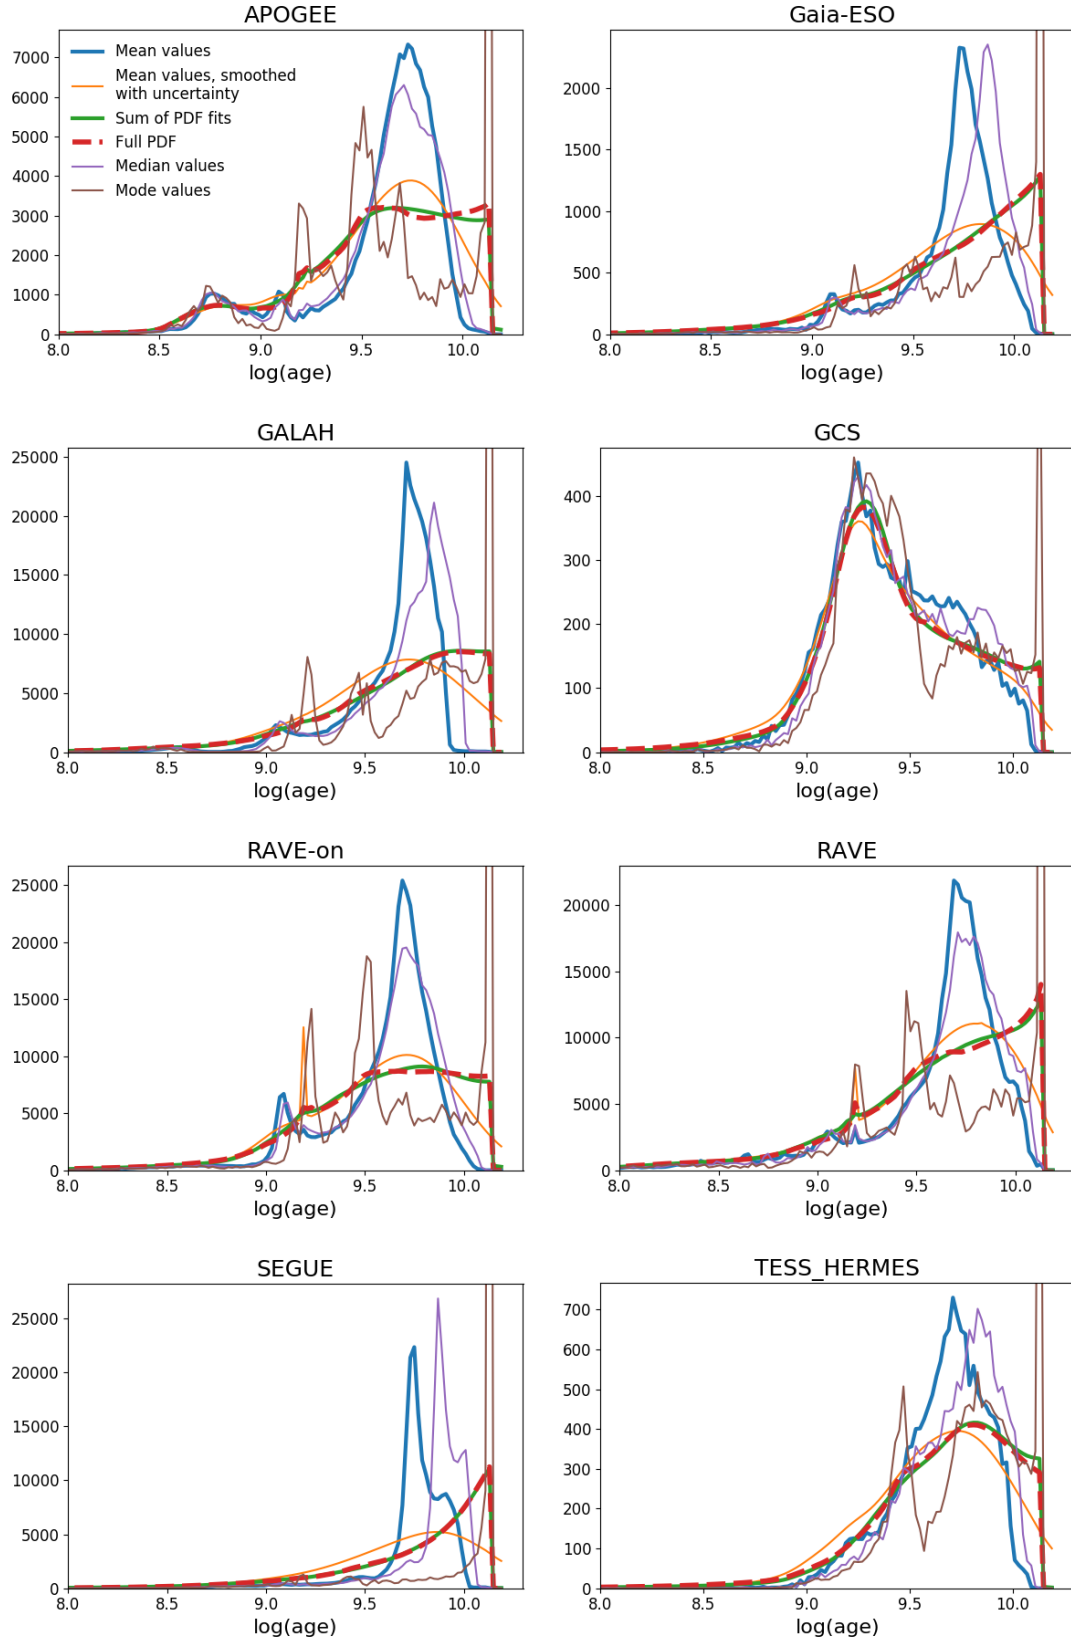 APOGEE
7000
6000
5000
4000
3000
2000
1000
0
Mean values
Mean values, smoothed
with uncertainty
Sum of PDF fits
Full PDF
Median values
Mode values
8.0 8.5 9.0 9.5 10.0
log(age)
Gaia-ESO
2000
1500
1000
500
0
8.0 8.5 9.0 9.5 10.0
log(age)
GALAH
25000
20000
15000
10000
5000
0
8.0 8.5 9.0 9.5 10.0
log(age)
GCS
400
300
200
100
0
8.0 8.5 9.0 9.5 10.0
log(age)
RAVE-on
25000
20000
15000
10000
5000
0
8.0 8.5 9.0 9.5 10.0
log(age)
RAVE
20000
15000
10000
5000
0
8.0 8.5 9.0 9.5 10.0
log(age)
SEGUE
25000
20000
15000
10000
5000
0
8.0 8.5 9.0 9.5 10.0
log(age)
TESS_HERMES
700
600
500
400
300
200
100
0
8.0 8.5 9.0 9.5 10.0
log(age)